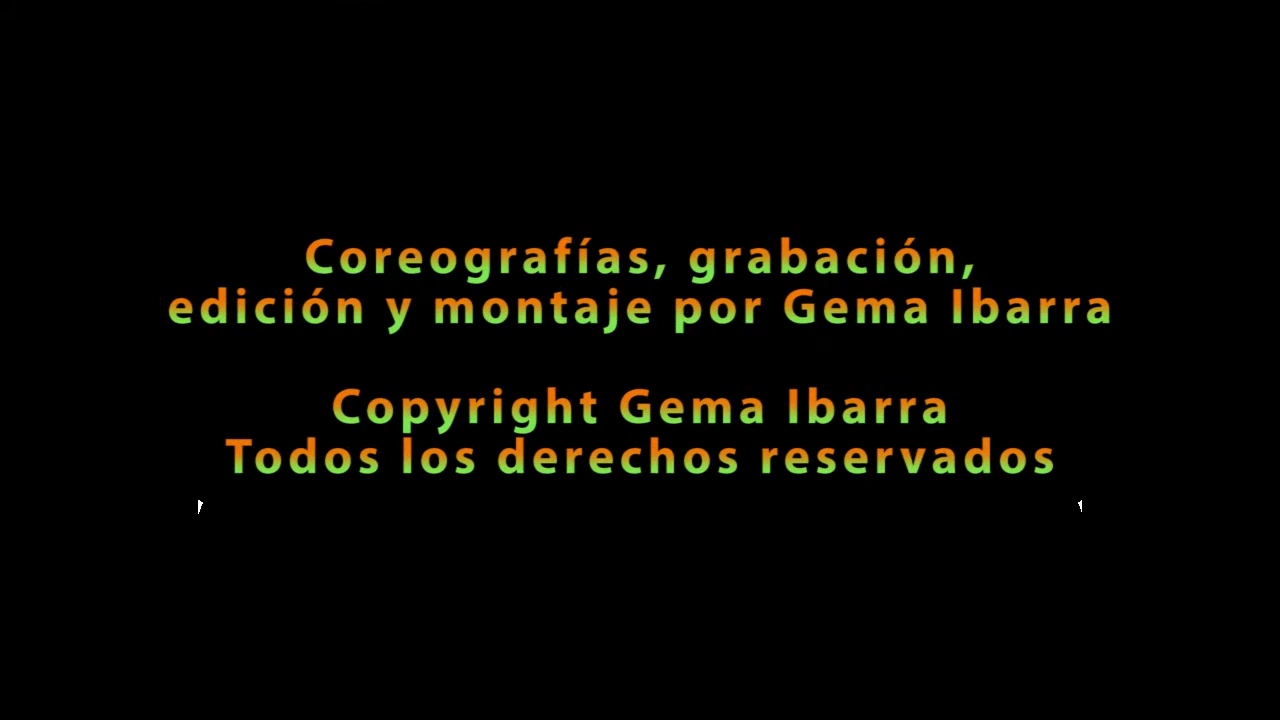 Coreografías, grabación,
edición y montaje por Gema Ibarra
Copyright Gema Ibarra
Todos los derechos reservados